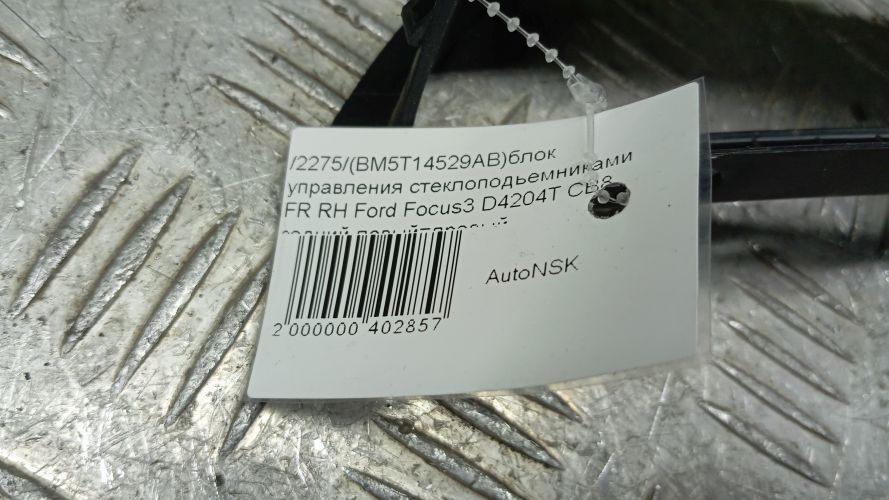 /2275/(BM5T14529AB)блок
управления стеклоподъемниками
FR RH Ford Focus3 D4204T CB8
AutoNSK
2 000000 402857